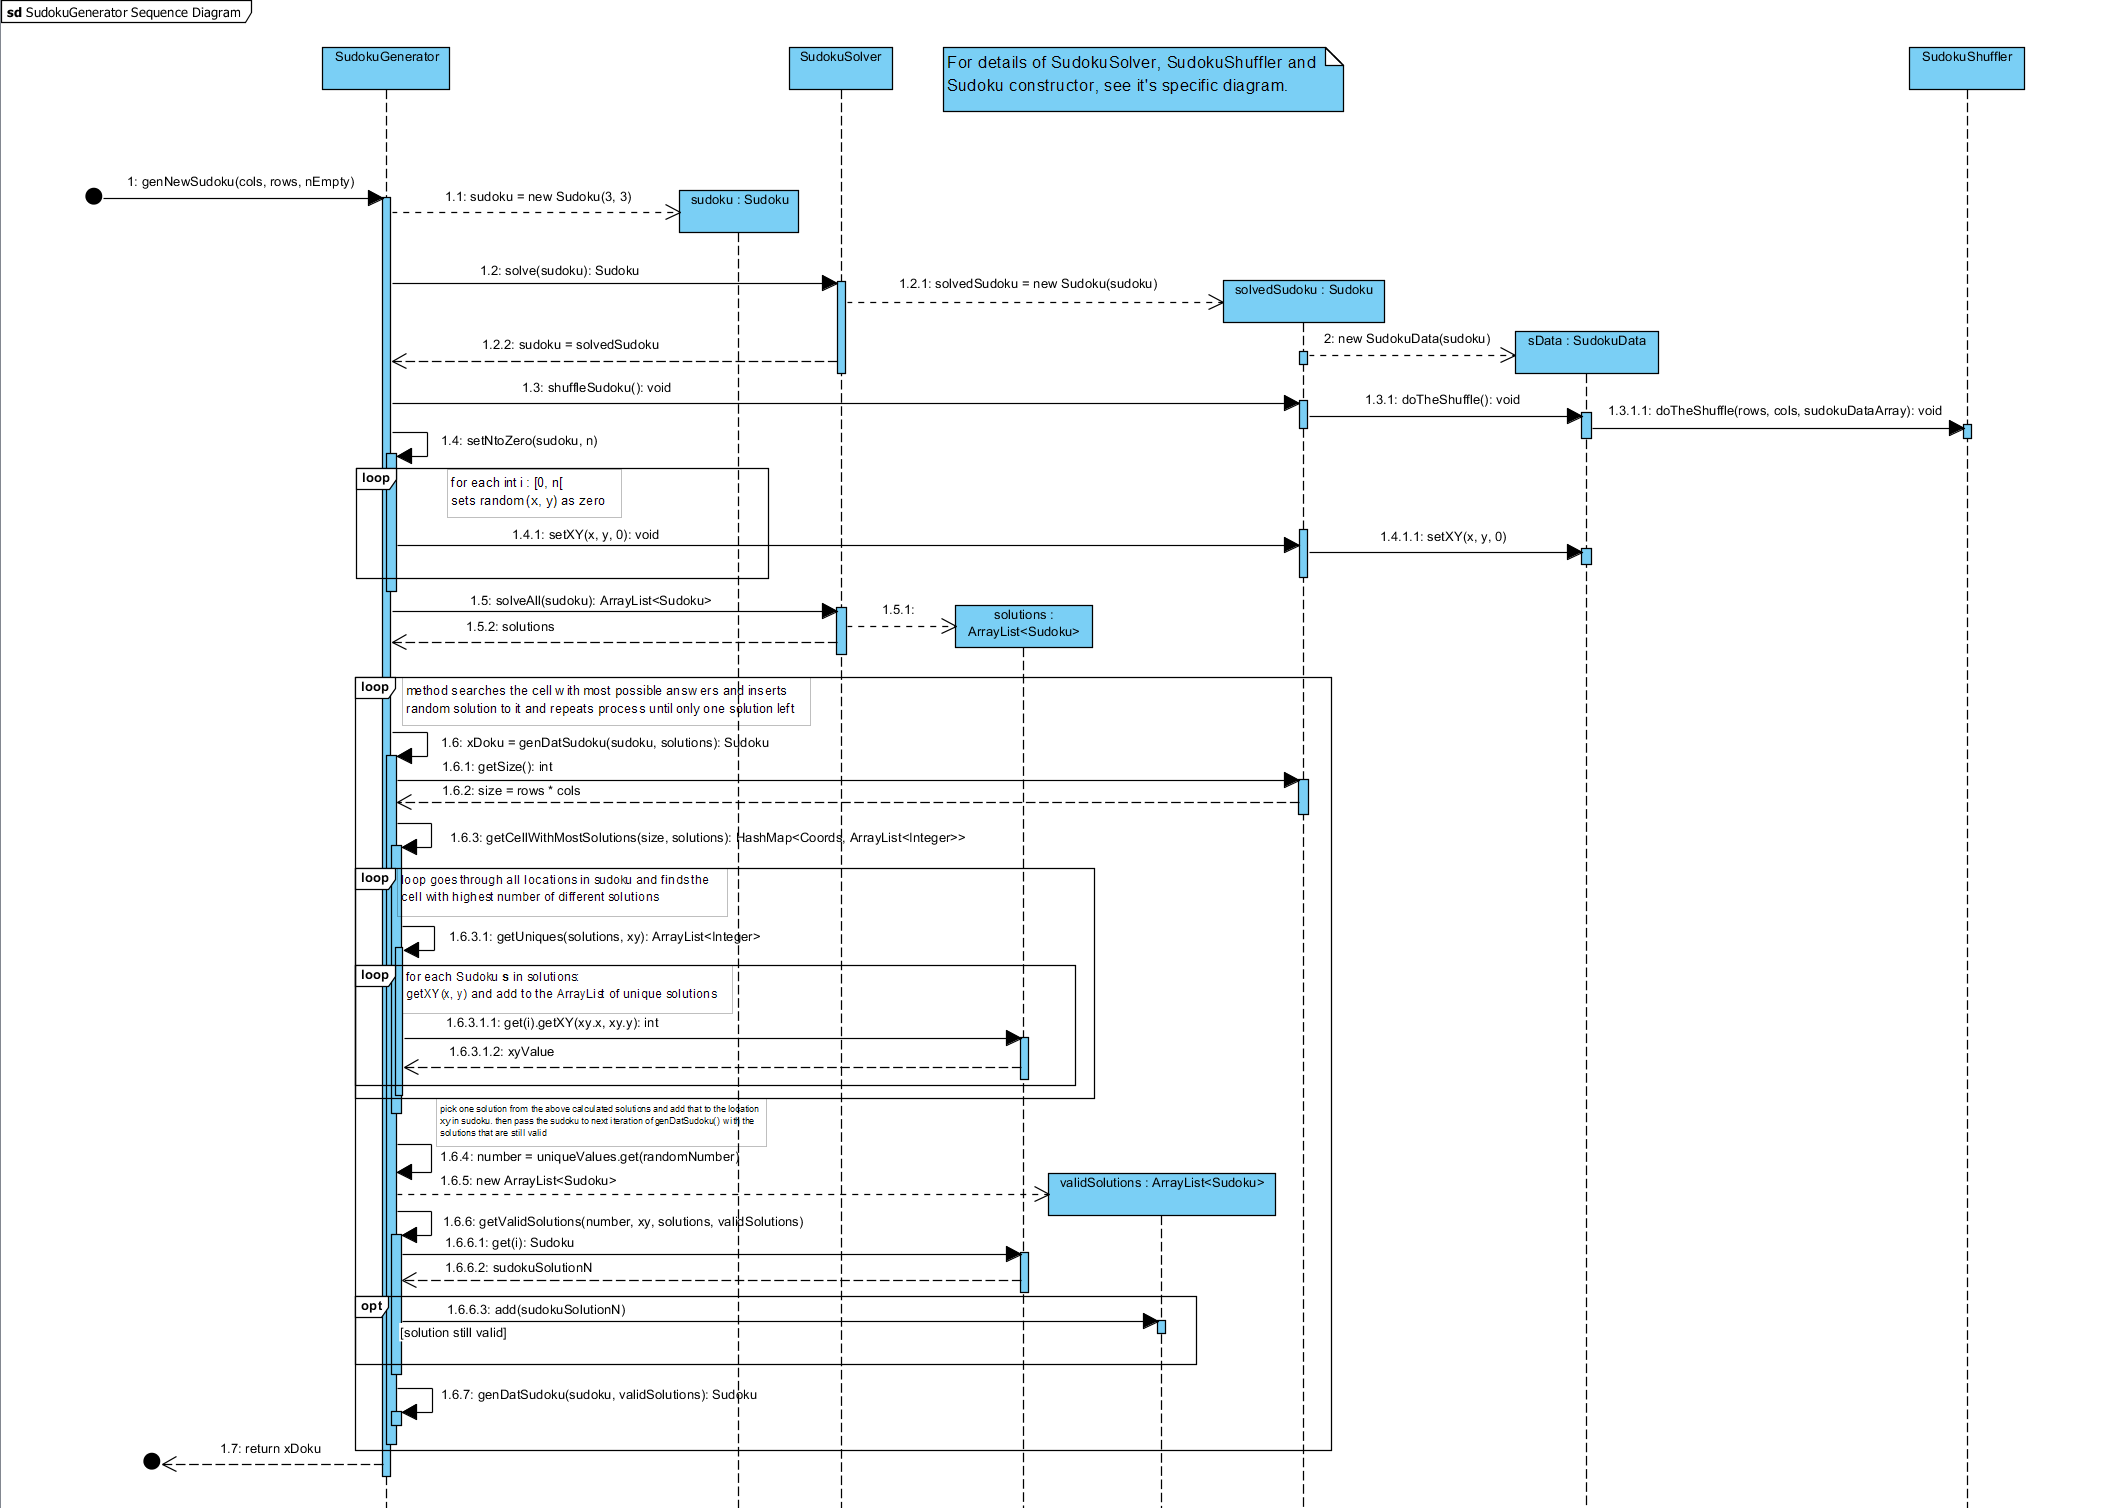 sd SudokuGenerator Sequence Diagram
SudokuGenerator
SudokuSolver
For details of SudokuSolver, SudokuShuffler and
Sudoku constructor, see it's specific diagram.
SudokuShuffler
1: genNewSudoku(cols, rows, nEmpty)
1.1: sudoku = new Sudoku(3, 3)
sudoku : Sudoku
1.2: solve(sudoku): Sudoku
1.2.1: solvedSudoku = new Sudoku(sudoku)
solvedSudoku : Sudoku
1.2.2: sudoku = solvedSudoku
2: new SudokuData(sudoku)
sData : SudokuData
1.3: shuffleSudoku(): void
1.3.1: doTheShuffle(): void
1.3.1.1: doTheShuffle(rows, cols, sudokuDataArray): void
1.4: setNtoZero(sudoku, n)
loop
for each int i : [0, n[
sets random (x, y) as zero
1.4.1: setXY(x, y, 0): void
1.4.1.1: setXY(x, y, 0)
1.5: solveAll(sudoku): ArrayList<Sudoku>
1.5.1:
solutions :
ArrayList<Sudoku>
1.5.2: solutions
loop
method searches the cell with most possible answers and inserts
random solution to it and repeats process until only one solution left
1.6: xDoku = genDatSudoku(sudoku, solutions): Sudoku
1.6.1: getSize(): int
1.6.2: size = rows * cols
1.6.3: getCellWithMostSolutions(size, solutions): HashMap<Coords, ArrayList<Integer>>
loop
loop goes through all locations in sudoku and finds the
cell with highest number of different solutions
1.6.3.1: getUniques(solutions, xy): ArrayList<Integer>
loop
for each Sudoku s in solutions:
getXY(x, y) and add to the ArrayList of unique solutions
1.6.3.1.1: get(i).getXY(xy.x, xy.y): int
1.6.3.1.2: xyValue
pick one solution from the above calculated solutions and add that to the location
xy in sudoku. then pass the sudoku to next iteration of genDatSudoku() with the
solutions that are still valid
1.6.4: number = uniqueValues.get(randomNumber)
1.6.5: new ArrayList<Sudoku>
validSolutions : ArrayList<Sudoku>
1.6.6: getValidSolutions(number, xy, solutions, validSolutions)
1.6.6.1: get(i): Sudoku
1.6.6.2: sudokuSolutionN
opt
1.6.6.3: add(sudokuSolutionN)
[solution still valid]
1.6.7: genDatSudoku(sudoku, validSolutions): Sudoku
1.7: return xDoku